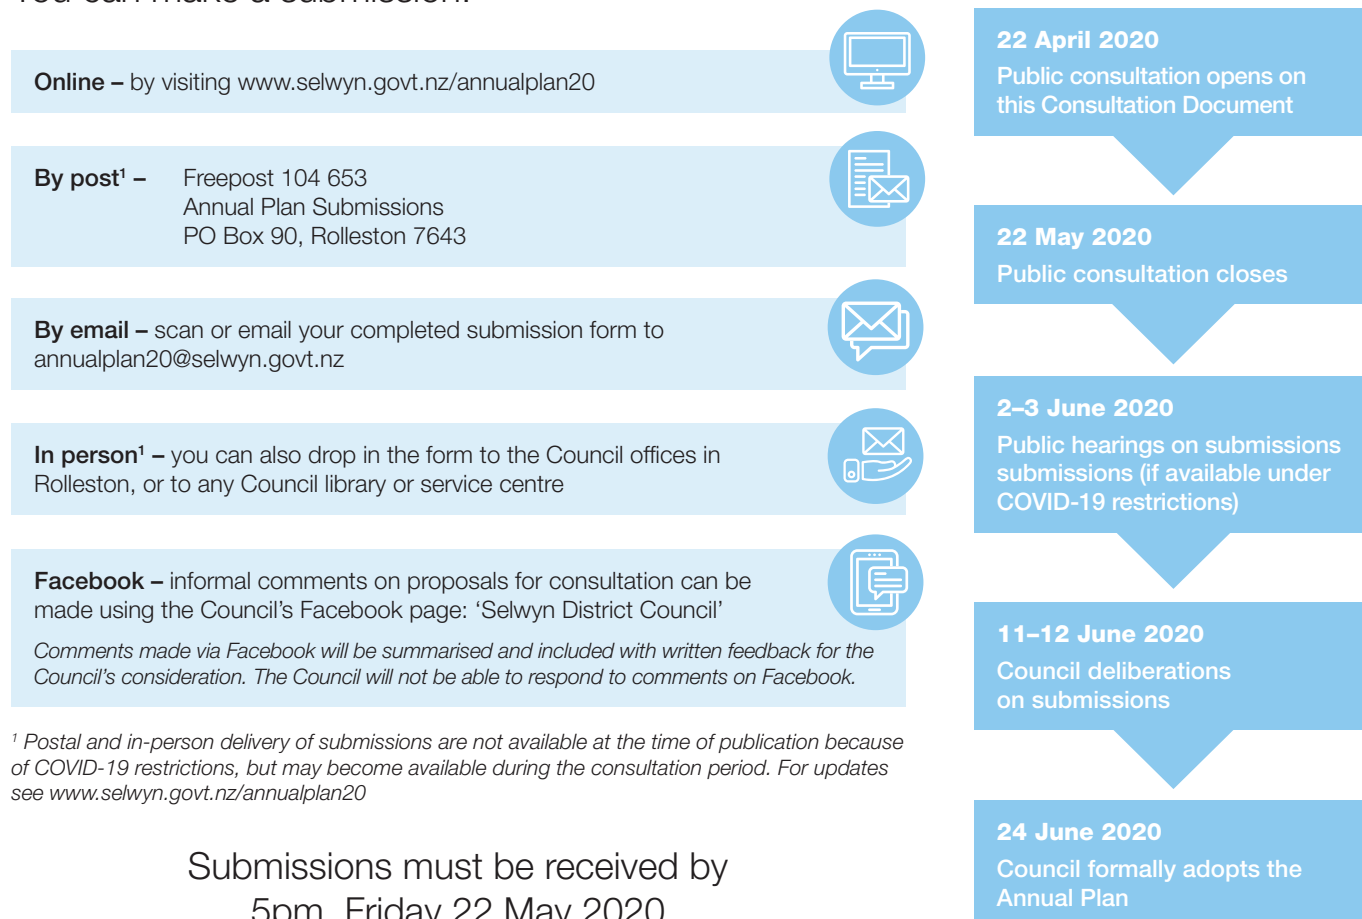 You can make a submission:
Online – by visiting www.selwyn.govt.nz/annualplan20
By post¹ – Freepost 104 653
Annual Plan Submissions
PO Box 90, Rolleston 7643
By email – scan or email your completed submission form to
annualplan20@selwyn.govt.nz
In person¹ – you can also drop in the form to the Council offices in
Rolleston, or to any Council library or service centre
Facebook – informal comments on proposals for consultation can be
made using the Council’s Facebook page: ‘Selwyn District Council’
Comments made via Facebook will be summarised and included with written feedback for the
Council’s consideration. The Council will not be able to respond to comments on Facebook.
¹ Postal and in-person delivery of submissions are not available at the time of publication because
of COVID-19 restrictions, but may become available during the consultation period. For updates
see www.selwyn.govt.nz/annualplan20
Submissions must be received by
5pm, Friday 22 May 2020
22 April 2020
Public consultation opens on
this Consultation Document
22 May 2020
Public consultation closes
2–3 June 2020
Public hearings on submissions
submissions (if available under
COVID-19 restrictions)
11–12 June 2020
Council deliberations
on submissions
24 June 2020
Council formally adopts the
Annual Plan